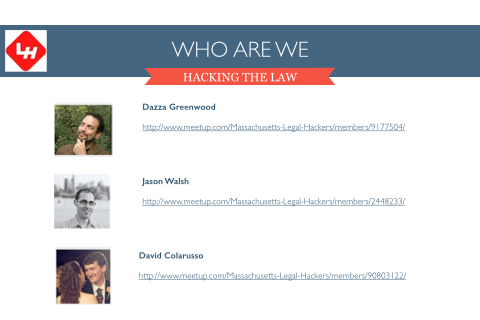 LH
WHO ARE WE
HACKING THE LAW
Dazza Greenwood
http://www.meetup.com/Massachusetts-Legal-Hackers/members/9177504/
Jason Walsh
http://www.meetup.com/Massachusetts-Legal-Hackers/members/2448233/
David Colarusso
http://www.meetup.com/Massachusetts-Legal-Hackers/members/90803122/